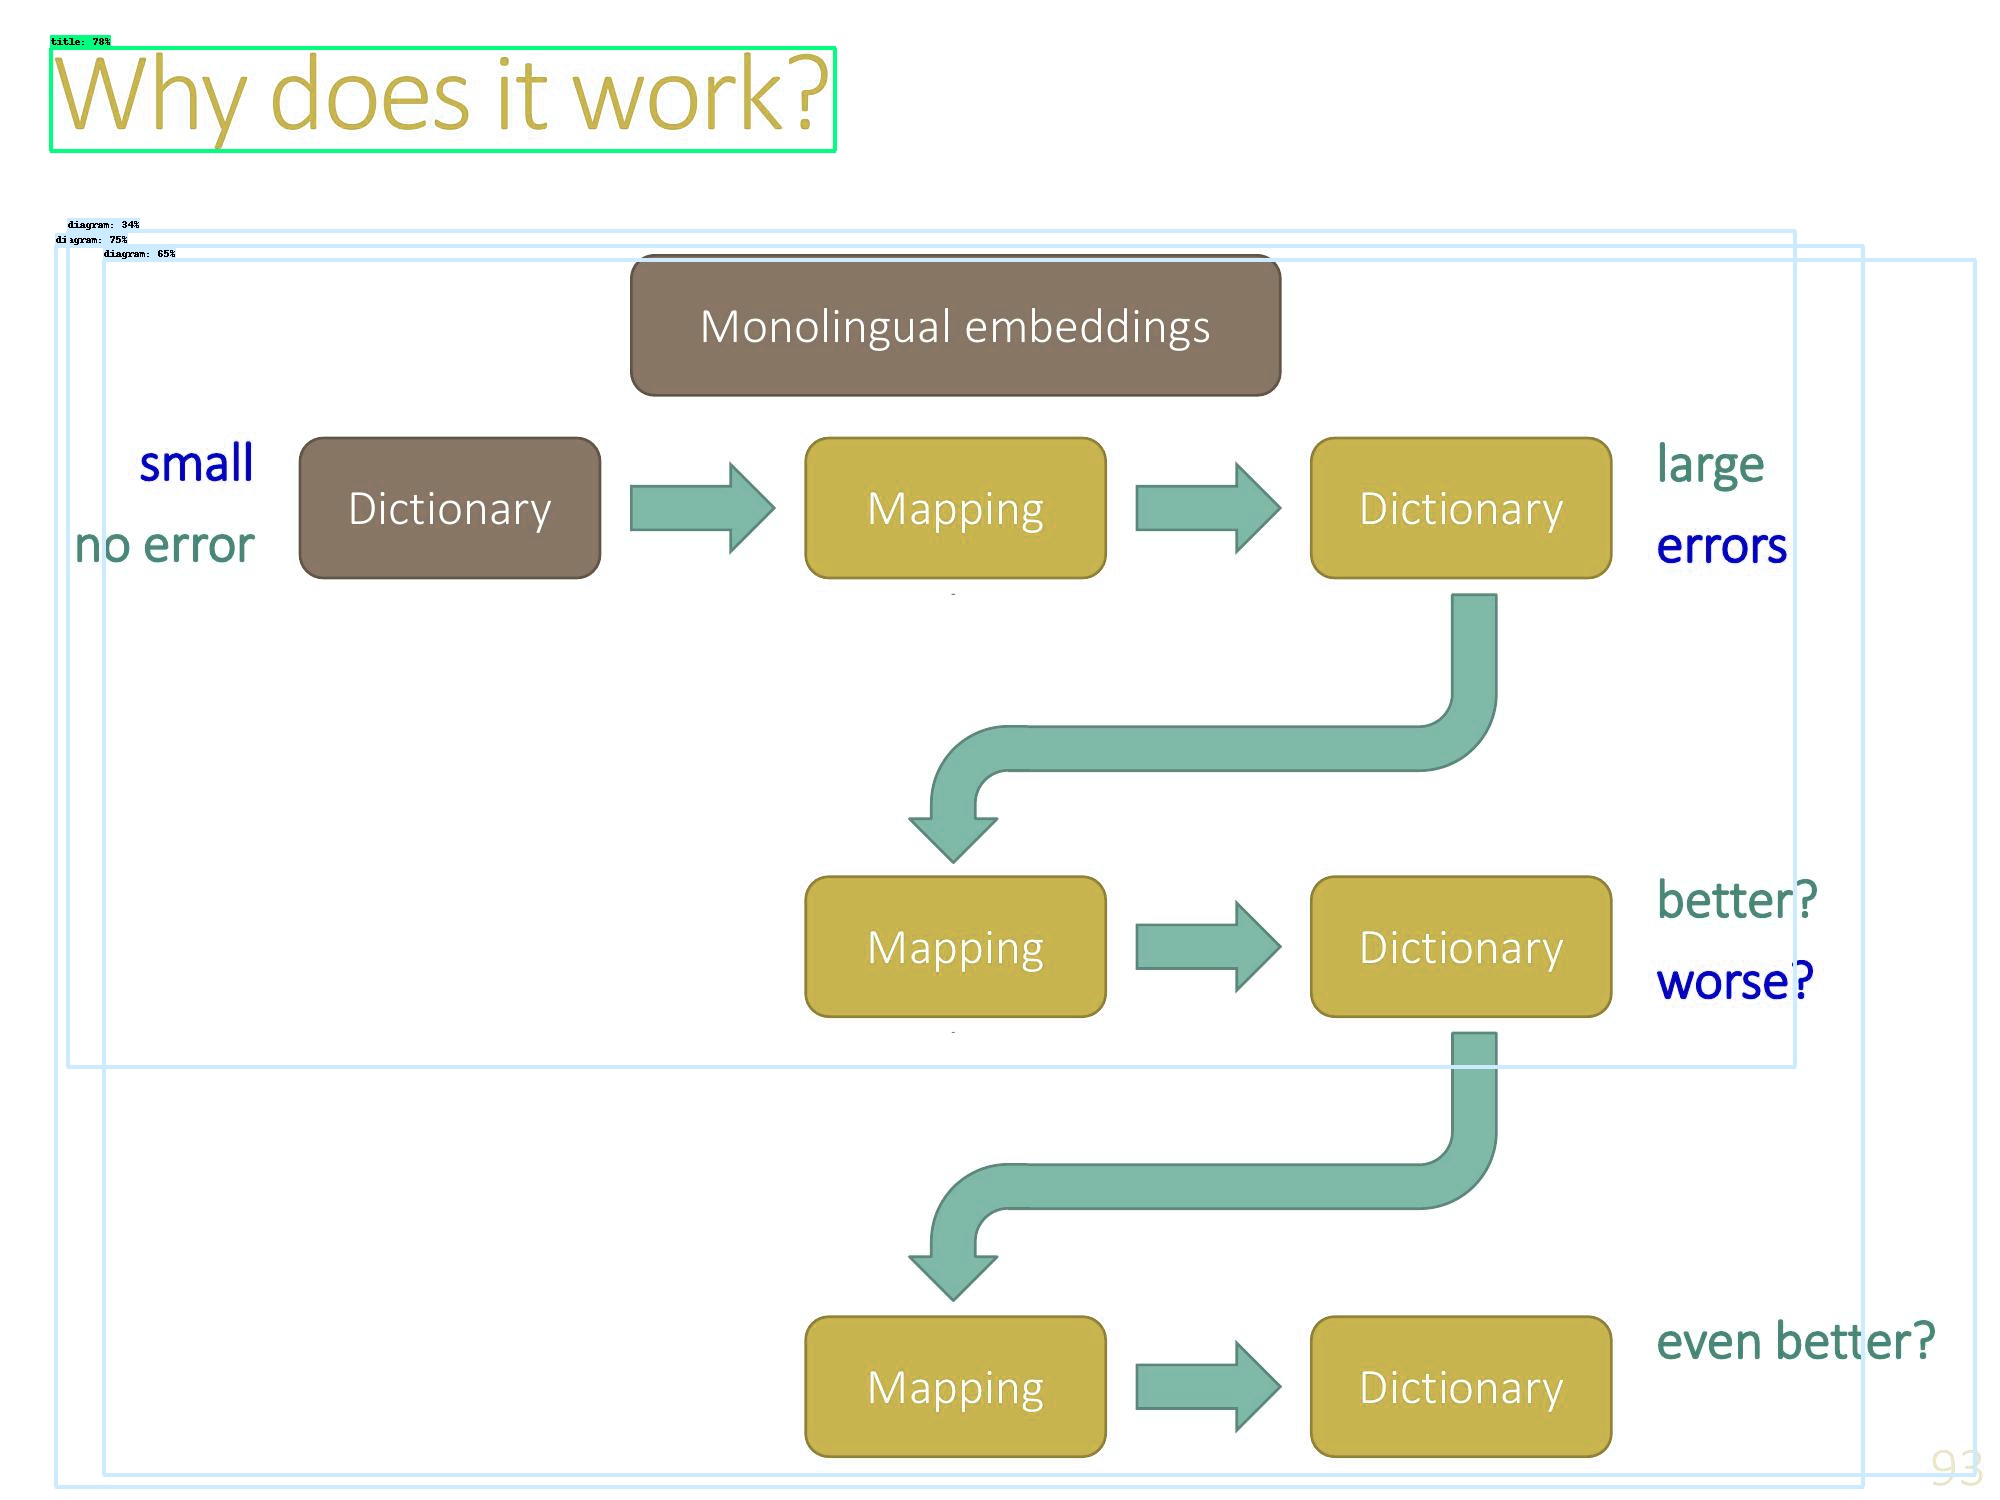 title: 78%
Why does it work?
diagram: 34%
diagram: 75%
diagram: 65%
Monolingual embeddings
small
no error
Dictionary
Mapping
Dictionary
large
errors
Mapping
Dictionary
better?
worse?
Mapping
Dictionary
even better?
93